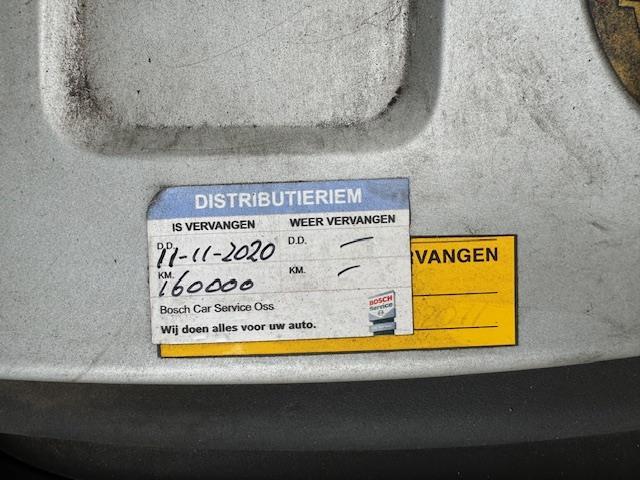 DISTRIBUTIERIEM
IS VERVANGEN WEER VERVANGEN
D.D. 11-11-2020 D.D. –
KM. 160000 KM. –
Bosch Car Service Oss
Wij doen alles voor uw auto.
BOSCH
Service
RVANGEN